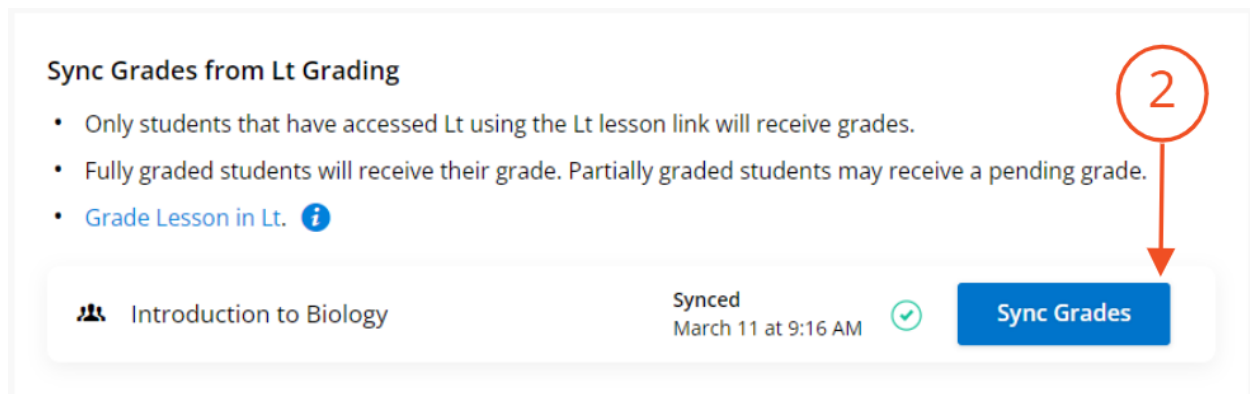 Sync Grades from Lt Grading
2
• Only students that have accessed Lt using the Lt lesson link will receive grades.
• Fully graded students will receive their grade. Partially graded students may receive a pending grade.
• Grade Lesson in Lt. i
Introduction to Biology
Synced
March 11 at 9:16 AM
Sync Grades